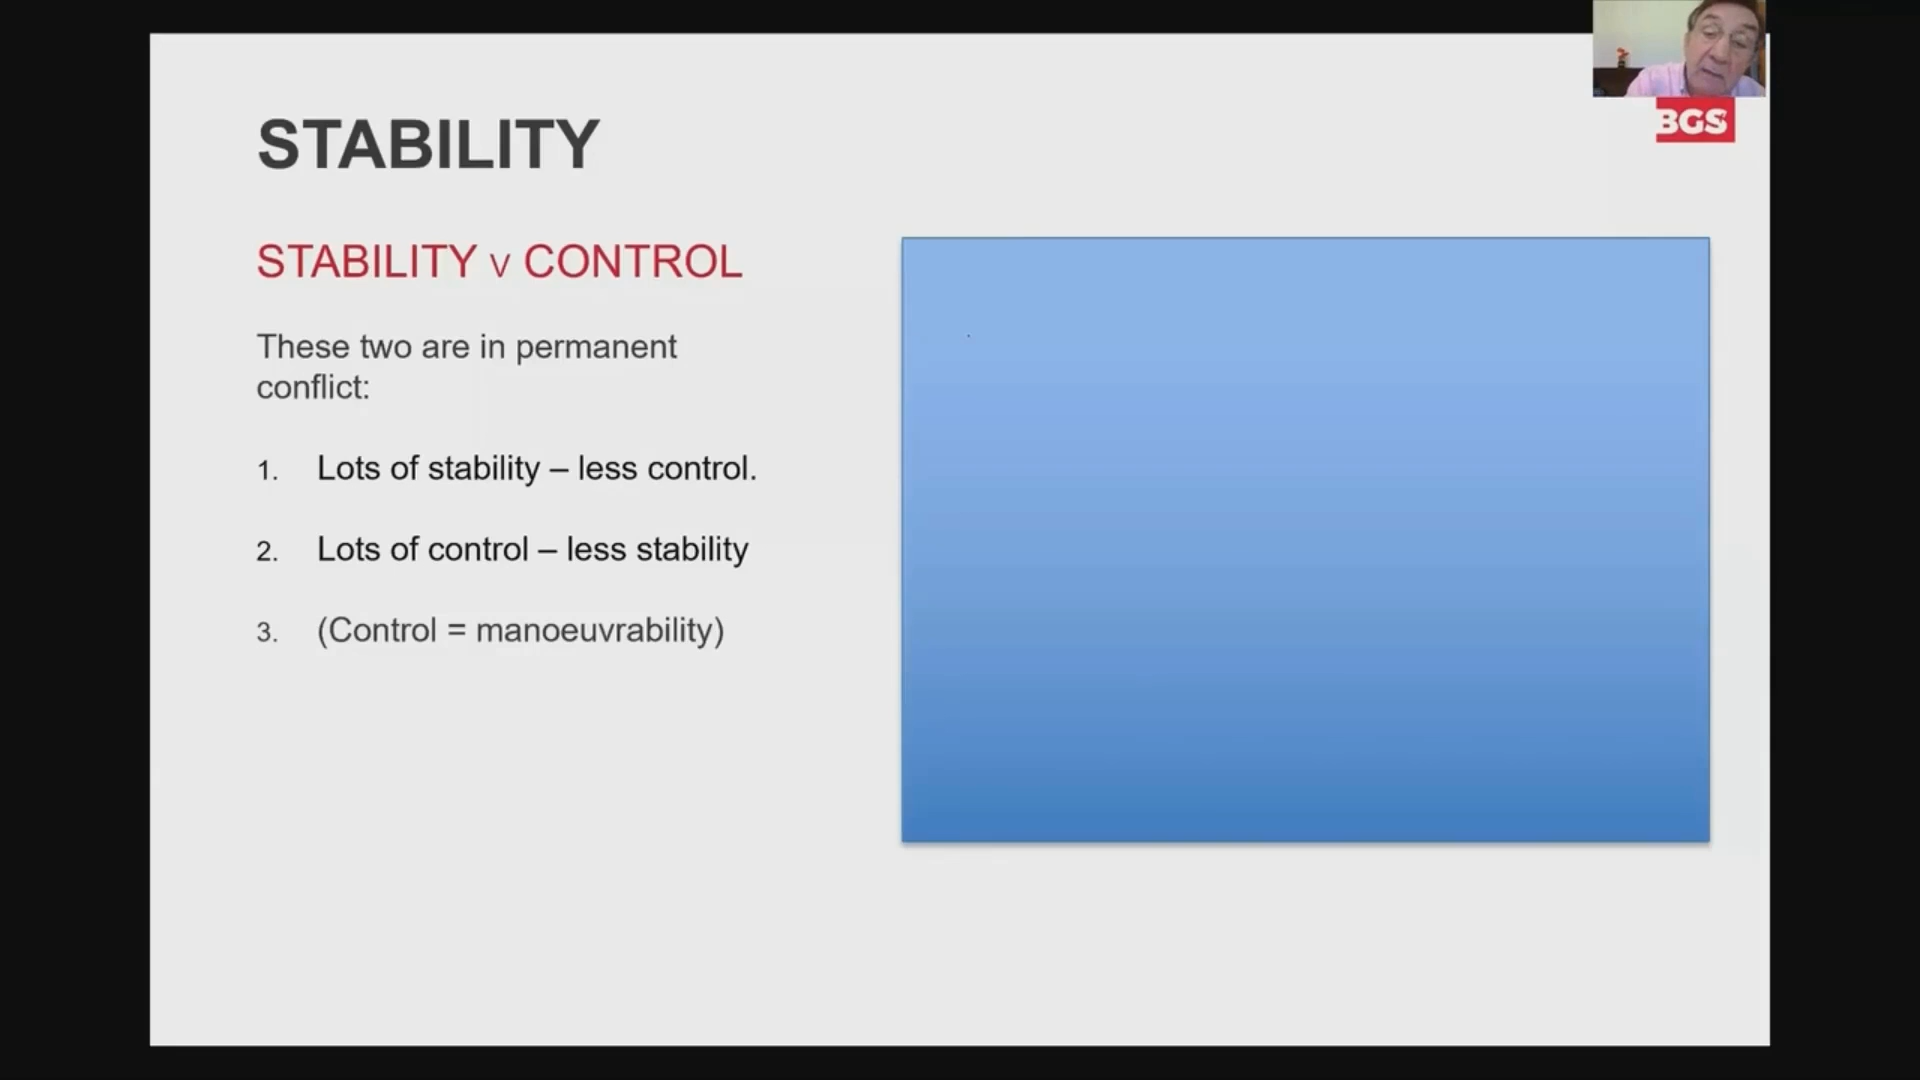 BGS
STABILITY
STABILITY v CONTROL
These two are in permanent
conflict:
1. Lots of stability – less control.
2. Lots of control – less stability
3. (Control = manoeuvrability)